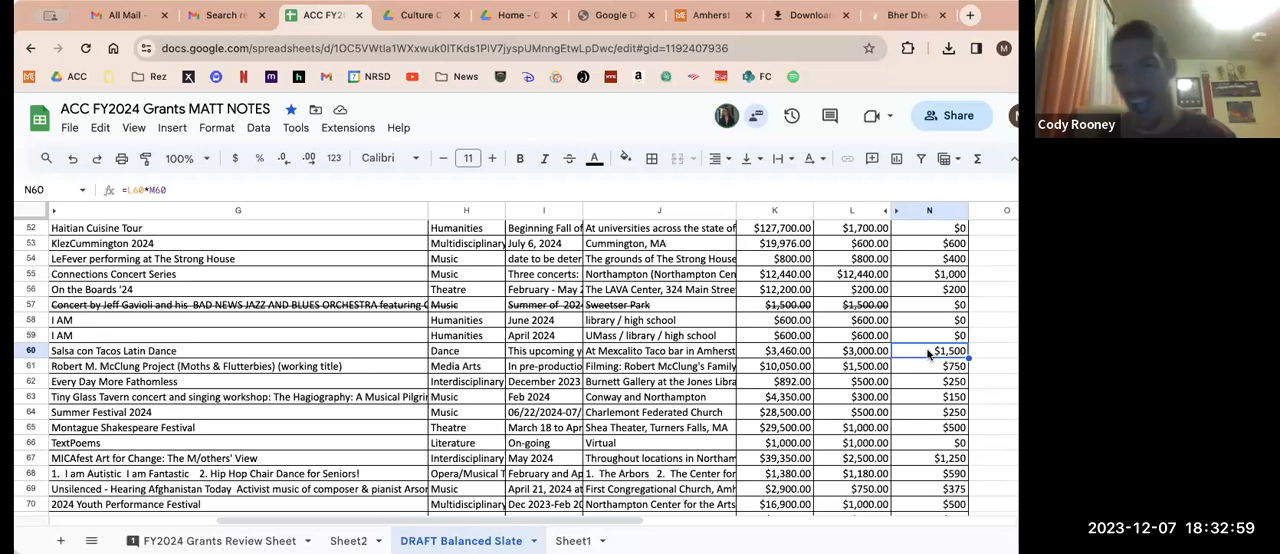 All Mail -
Search re
ACC FY2
Culture C
Home - G
Google D
Amherst
Downloa
Bher Dhe
docs.google.com/spreadsheets/d/1OC5VWtla1WXxwuk0ITKds1PIV7jyspUMnngEtwLpDwc/edit#gid=1192407936
ACC Rez NRSD News FC
ACC FY2024 Grants MATT NOTES
Share
File Edit View Insert Format Data Tools Extensions Help
100% $ % .0 .00 123 Calibri 11 B I A
N60 fx =L60*M60
G H I J K L N O
52 Haitian Cuisine Tour Humanities Beginning Fall of At universities across the state of $127,700.00 $1,700.00 $0
53 KlezCummington 2024 Multidisciplinary July 6, 2024 Cummington, MA $19,976.00 $600.00 $600
54 LeFever performing at The Strong House Music date to be deter The grounds of The Strong House $800.00 $800.00 $400
55 Connections Concert Series Music Three concerts: Northampton (Northampton Cen $12,440.00 $12,440.00 $1,000
56 On the Boards '24 Theatre February - May 2 The LAVA Center, 324 Main Stree $12,200.00 $200.00 $200
57 Concert by Jeff Gavioli and his BAD NEWS JAZZ AND BLUES ORCHESTRA featuring C Music Summer of 202 Sweetser Park $1,500.00 $1,500.00 $0
58 I AM Humanities June 2024 library / high school $600.00 $600.00 $0
59 I AM Humanities April 2024 UMass / library / high school $600.00 $600.00 $0
60 Salsa con Tacos Latin Dance Dance This upcoming y At Mexcalito Taco bar in Amherst $3,460.00 $3,000.00 $1,500
61 Robert M. McClung Project (Moths & Flutterbies) (working title) Media Arts In pre-productio Filming: Robert McClung's Family $10,050.00 $1,500.00 $750
62 Every Day More Fathomless Interdisciplinary December 2023 Burnett Gallery at the Jones Libra $892.00 $500.00 $250
63 Tiny Glass Tavern concert and singing workshop: The Hagiography: A Musical Pilgri Music Feb 2024 Conway and Northampton $4,350.00 $300.00 $150
64 Summer Festival 2024 Music 06/22/2024-07/ Charlemont Federated Church $28,500.00 $500.00 $250
65 Montague Shakespeare Festival Theatre March 18 to Apr Shea Theater, Turners Falls, MA $29,500.00 $1,000.00 $500
66 TextPoems Literature On-going Virtual $1,000.00 $1,000.00 $0
67 MICAfest Art for Change: The M/others' View Interdisciplinary May 2024 Throughout locations in Northam $39,350.00 $2,500.00 $1,250
68 1. I am Autistic I am Fantastic 2. Hip Hop Chair Dance for Seniors! Opera/Musical T February and Ap 1. The Arbors 2. The Center for $1,380.00 $1,180.00 $590
69 Unsilenced - Hearing Afghanistan Today Activist music of composer & pianist Arson Music April 21, 2024 at First Congregational Church, Amh $2,900.00 $750.00 $375
70 2024 Youth Performance Festival Multidisciplinary Dec 2023-Feb 20 Northampton Center for the Arts $16,900.00 $1,000.00 $500
1 FY2024 Grants Review Sheet Sheet2 DRAFT Balanced Slate Sheet1
Cody Rooney
2023-12-07 18:32:59